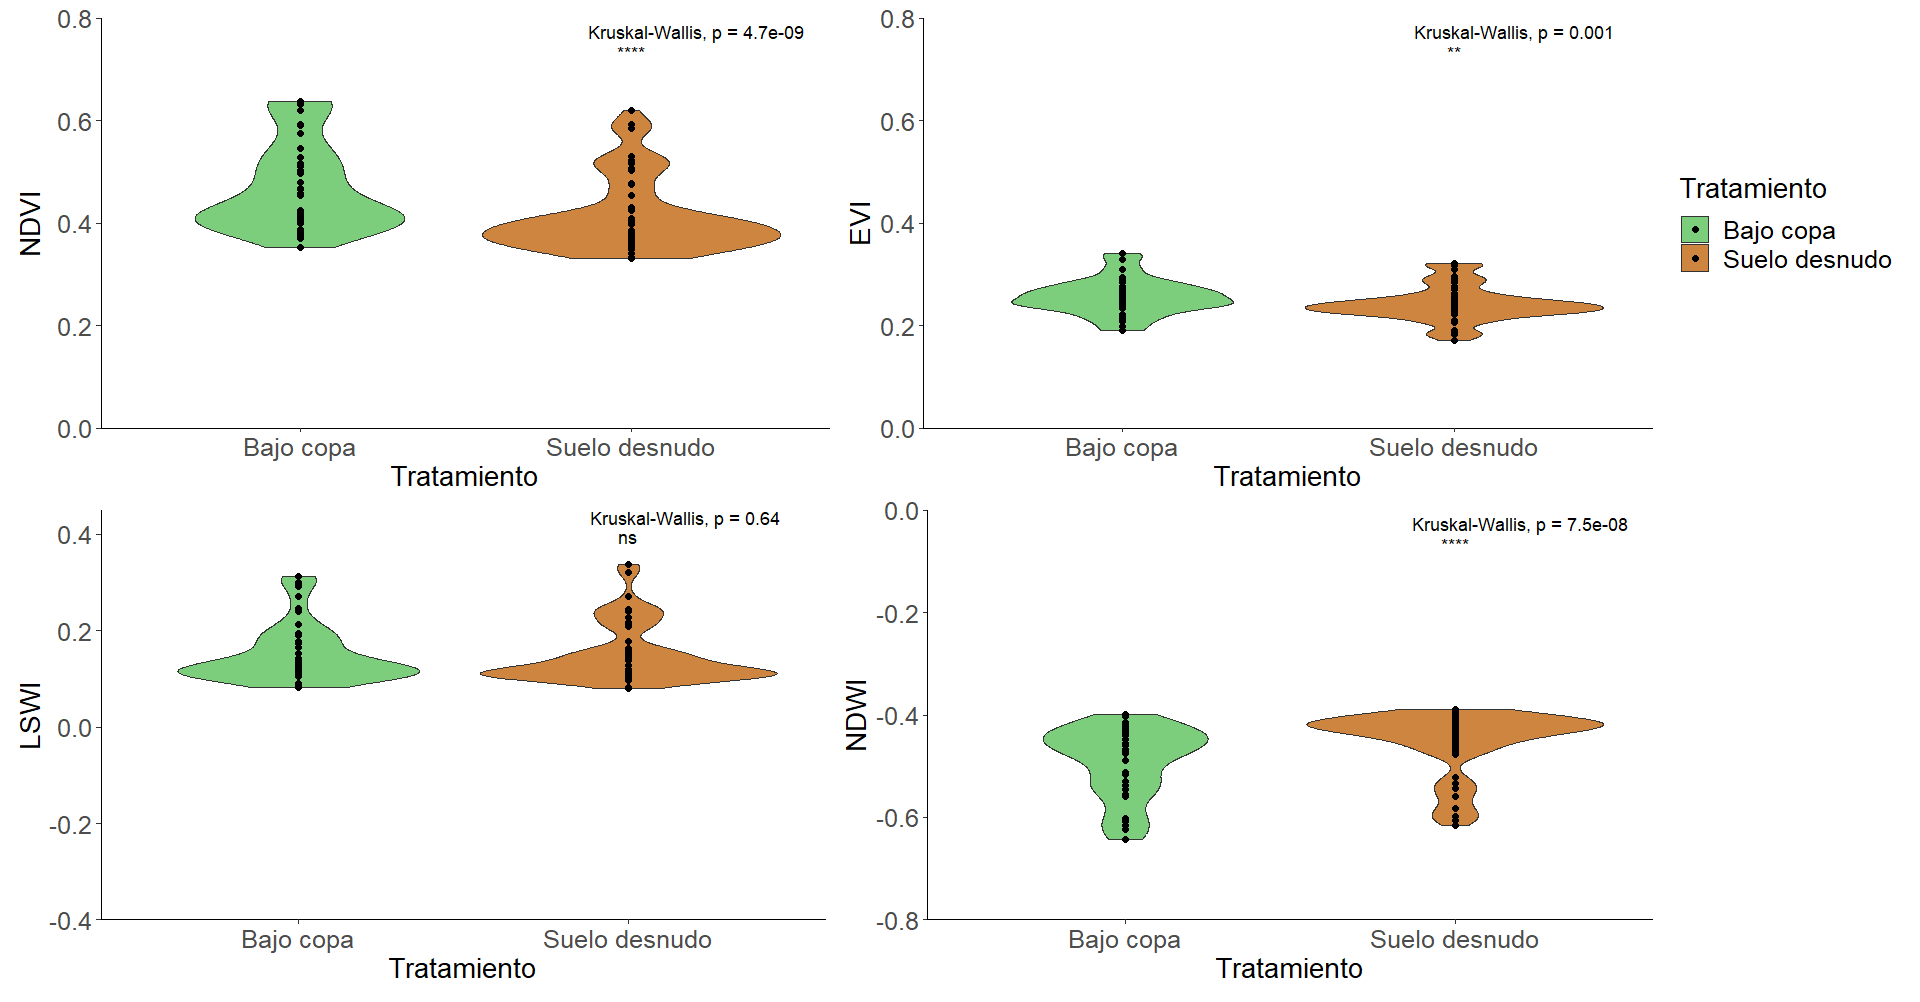 0.8
0.6
0.4
0.2
0.0
NDVI
Kruskal-Wallis, p = 4.7e-09
****
Bajo copa
Suelo desnudo
Tratamiento
0.8
0.6
0.4
0.2
0.0
EVI
Kruskal-Wallis, p = 0.001
**
Bajo copa
Suelo desnudo
Tratamiento
Tratamiento
Bajo copa
Suelo desnudo
0.4
0.2
0.0
-0.2
-0.4
LSWI
Kruskal-Wallis, p = 0.64
ns
Bajo copa
Suelo desnudo
Tratamiento
0.0
-0.2
-0.4
-0.6
-0.8
NDWI
Kruskal-Wallis, p = 7.5e-08
****
Bajo copa
Suelo desnudo
Tratamiento